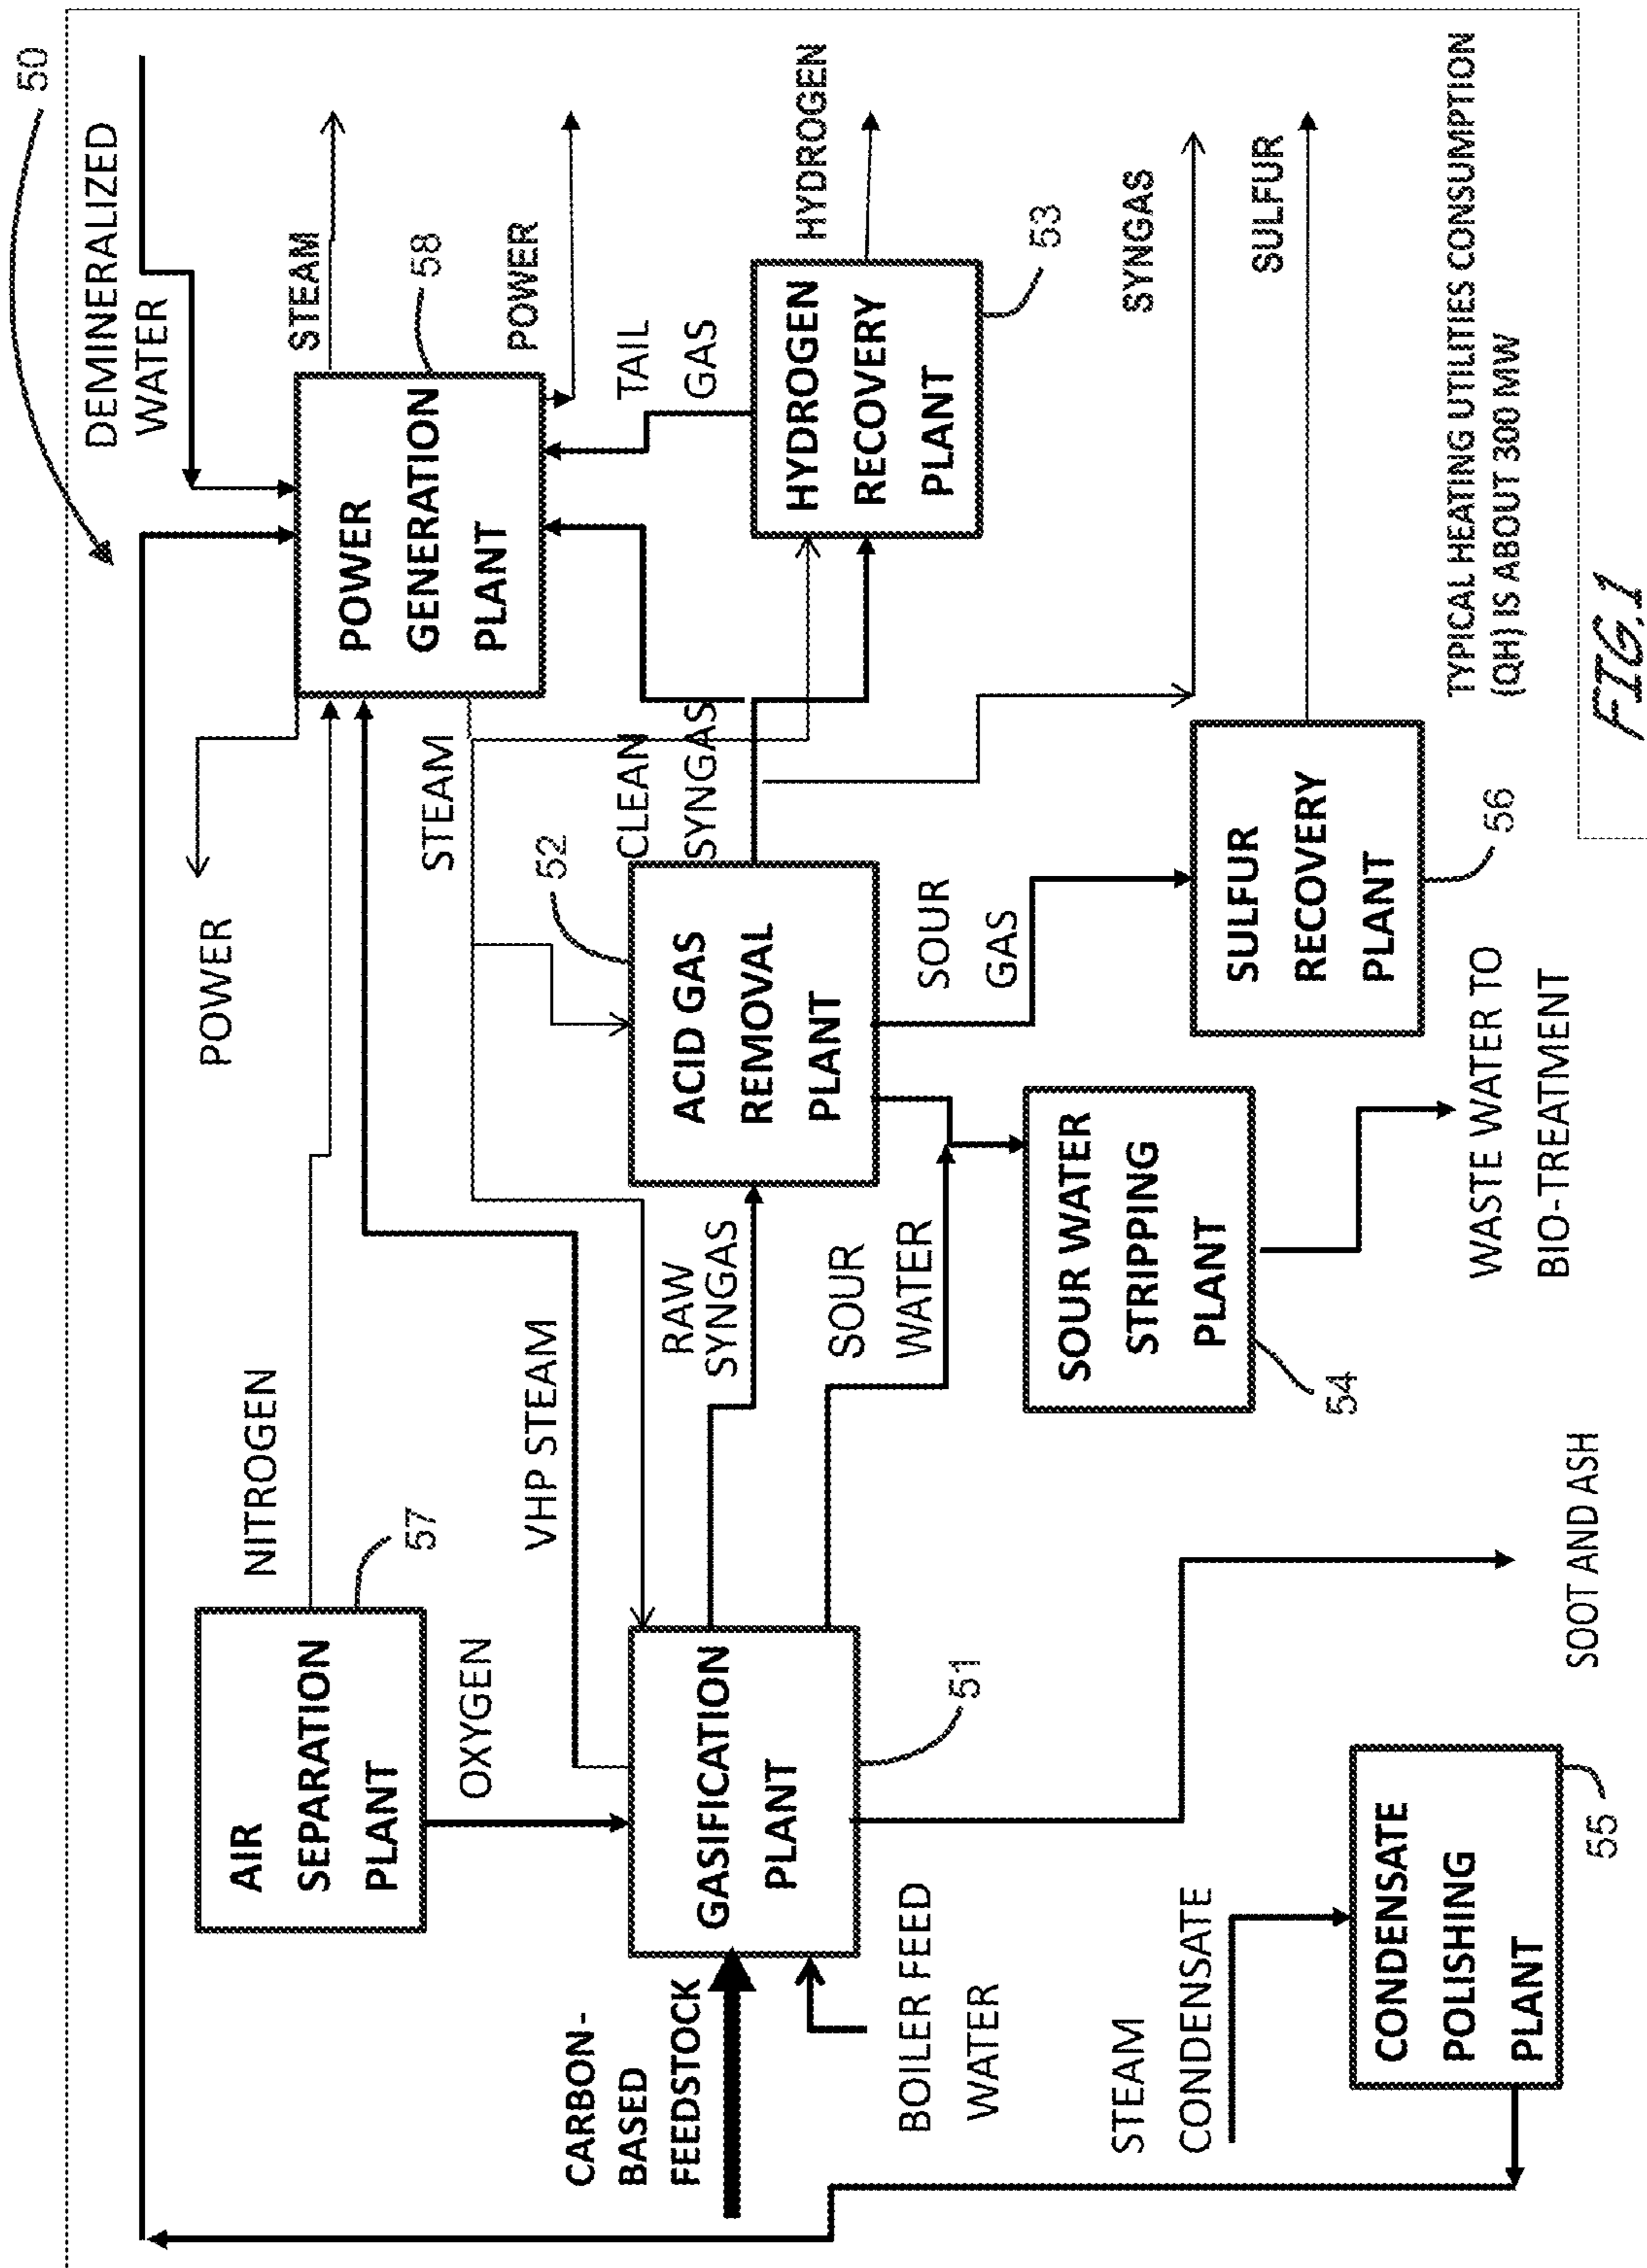 50
DEMINERALIZED
WATER
POWER
NITROGEN
STEAM
AIR
SEPARATION
PLANT
57
POWER
GENERATION
PLANT
58
VHP STEAM
STEAM
POWER
OXYGEN
52
CLEAN
SYNGAS
TAIL
GAS
CARBON-
BASED
FEEDSTOCK
GASIFICATION
PLANT
51
RAW
SYNGAS
ACID GAS
REMOVAL
PLANT
HYDROGEN
RECOVERY
PLANT
HYDROGEN
53
BOILER FEED
WATER
SOUR
WATER
SOUR
GAS
SYNGAS
STEAM
CONDENSATE
SOUR WATER
STRIPPING
PLANT
54
SULFUR
RECOVERY
PLANT
56
SULFUR
CONDENSATE
POLISHING
PLANT
55
SOOT AND ASH
WASTE WATER TO
BIO-TREATMENT
TYPICAL HEATING UTILITIES CONSUMPTION
(QH) IS ABOUT 300 MW
FIG.1